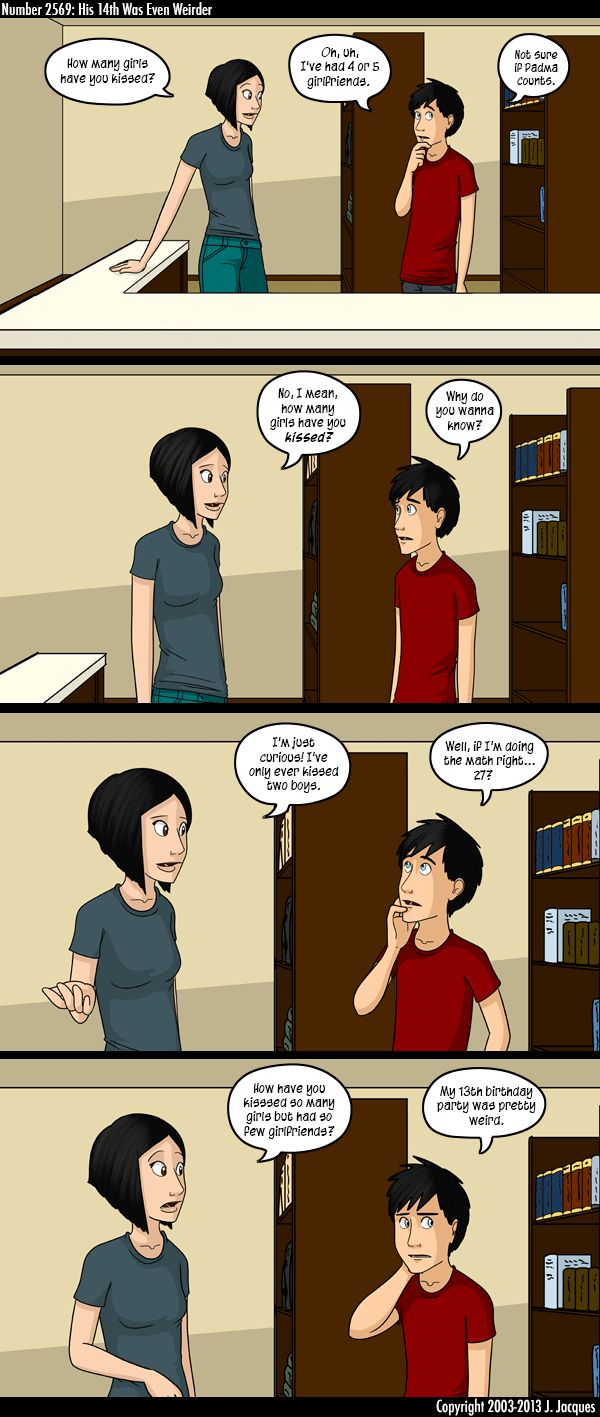 Number 2569: His 14th Was Even Weirder
How many girls
have you kissed?
Oh, uh,
I've had 4 or 5
girlfriends.
Not sure
if Padma
counts.
No, I mean,
how many
girls have you
kissed?
Why do
you wanna
know?
I'm just
curious! I've
only ever kissed
two boys.
Well, if I'm doing
the math right...
27?
How have you
kisssed so many
girls but had so
few girlfriends?
My 13th birthday
party was pretty
weird.
Copyright 2003-2013 J. Jacques